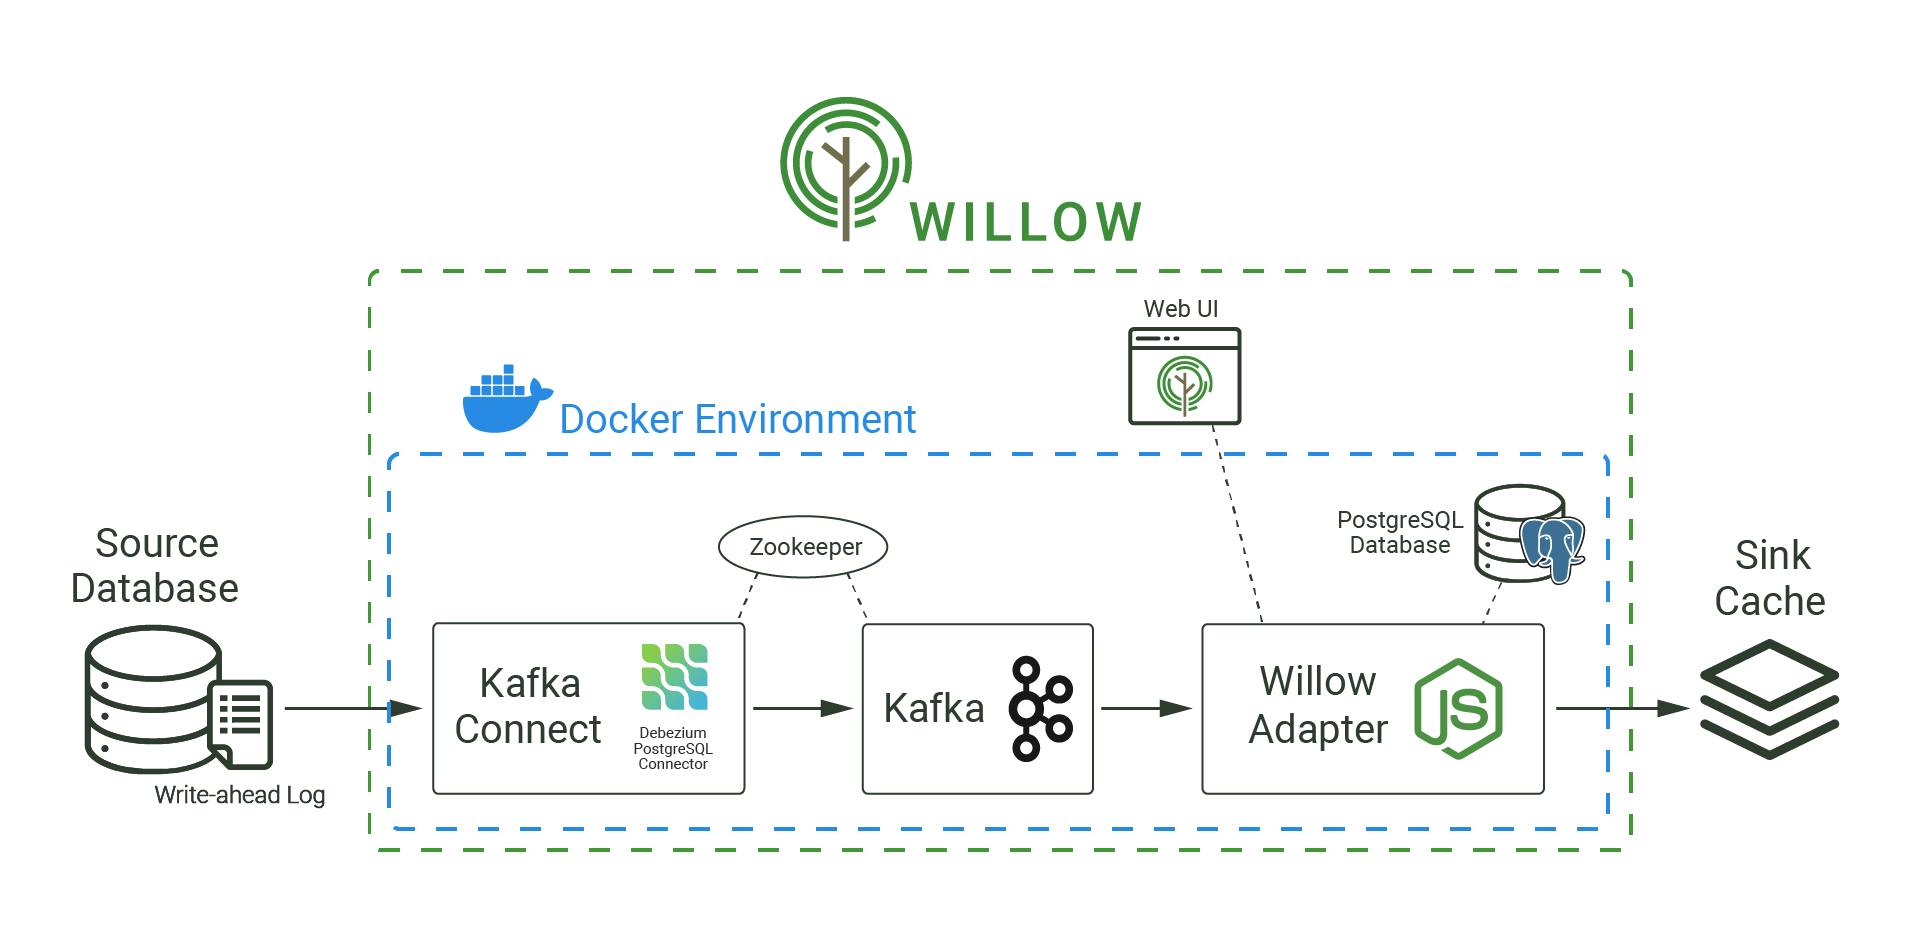 WILLOW
Web UI
Docker Environment
Source
Database
Write-ahead Log
Zookeeper
PostgreSQL
Database
Kafka
Connect
Debezium
PostgreSQL
Connector
Kafka
Willow
Adapter
JS
Sink
Cache